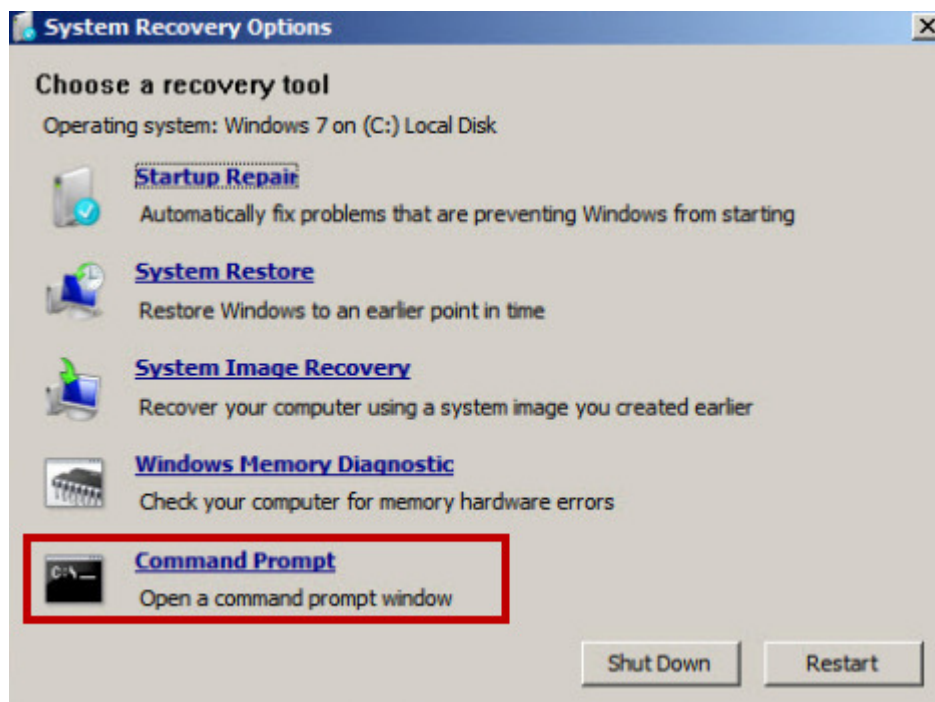 System Recovery Options
Choose a recovery tool
Operating system: Windows 7 on (C:) Local Disk
Startup Repair
Automatically fix problems that are preventing Windows from starting
System Restore
Restore Windows to an earlier point in time
System Image Recovery
Recover your computer using a system image you created earlier
Windows Memory Diagnostic
Check your computer for memory hardware errors
C:\_
Command Prompt
Open a command prompt window
Shut Down Restart